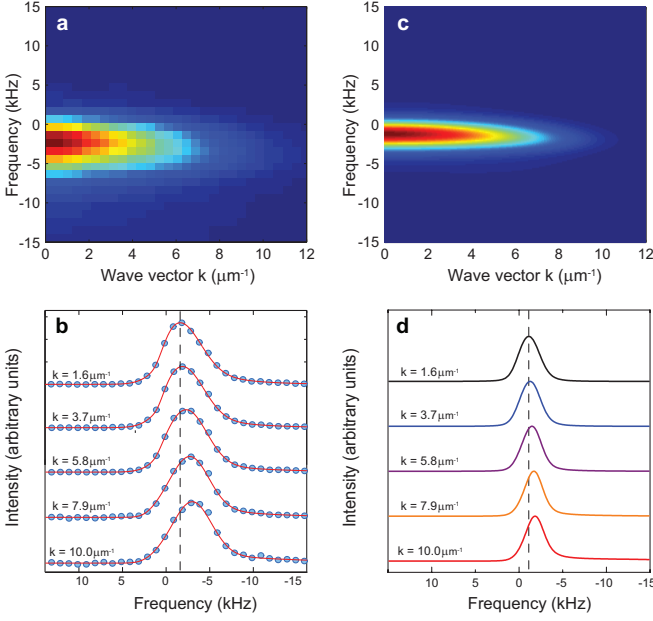 a
Frequency (kHz)
15
10
5
0
-5
-10
-15
0 2 4 6 8 10 12
Wave vector k (μm⁻¹)
c
Frequency (kHz)
15
10
5
0
-5
-10
-15
0 2 4 6 8 10 12
Wave vector k (μm⁻¹)
b
Intensity (arbitrary units)
k = 1.6μm⁻¹
k = 3.7μm⁻¹
k = 5.8μm⁻¹
k = 7.9μm⁻¹
k = 10.0μm⁻¹
10 5 0 -5 -10 -15
Frequency (kHz)
d
Intensity (arbitrary units)
k = 1.6μm⁻¹
k = 3.7μm⁻¹
k = 5.8μm⁻¹
k = 7.9μm⁻¹
k = 10.0μm⁻¹
10 5 0 -5 -10 -15
Frequency (kHz)